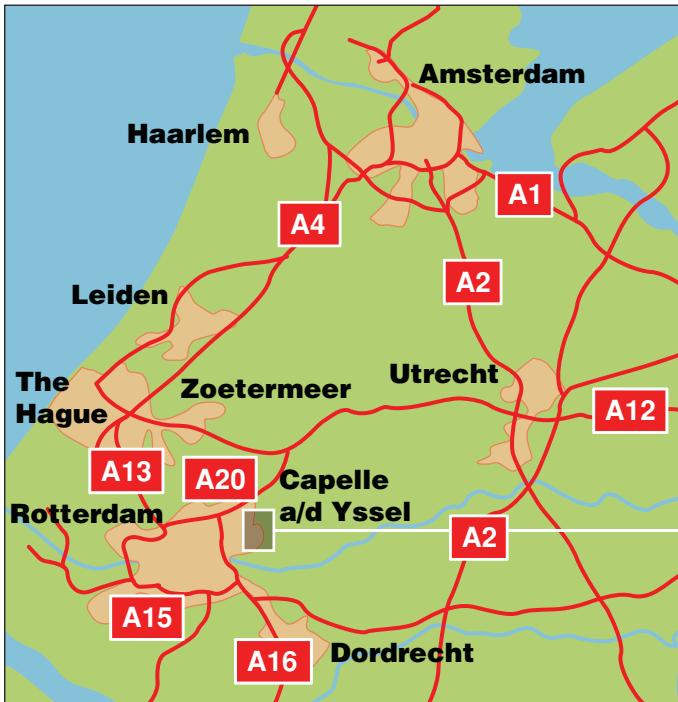 Amsterdam
Haarlem
A1
A4
A2
Leiden
Utrecht
The
Hague
Zoetermeer
A12
A13
A20
Capelle
a/d Yssel
Rotterdam
A2
A15
A16
Dordrecht